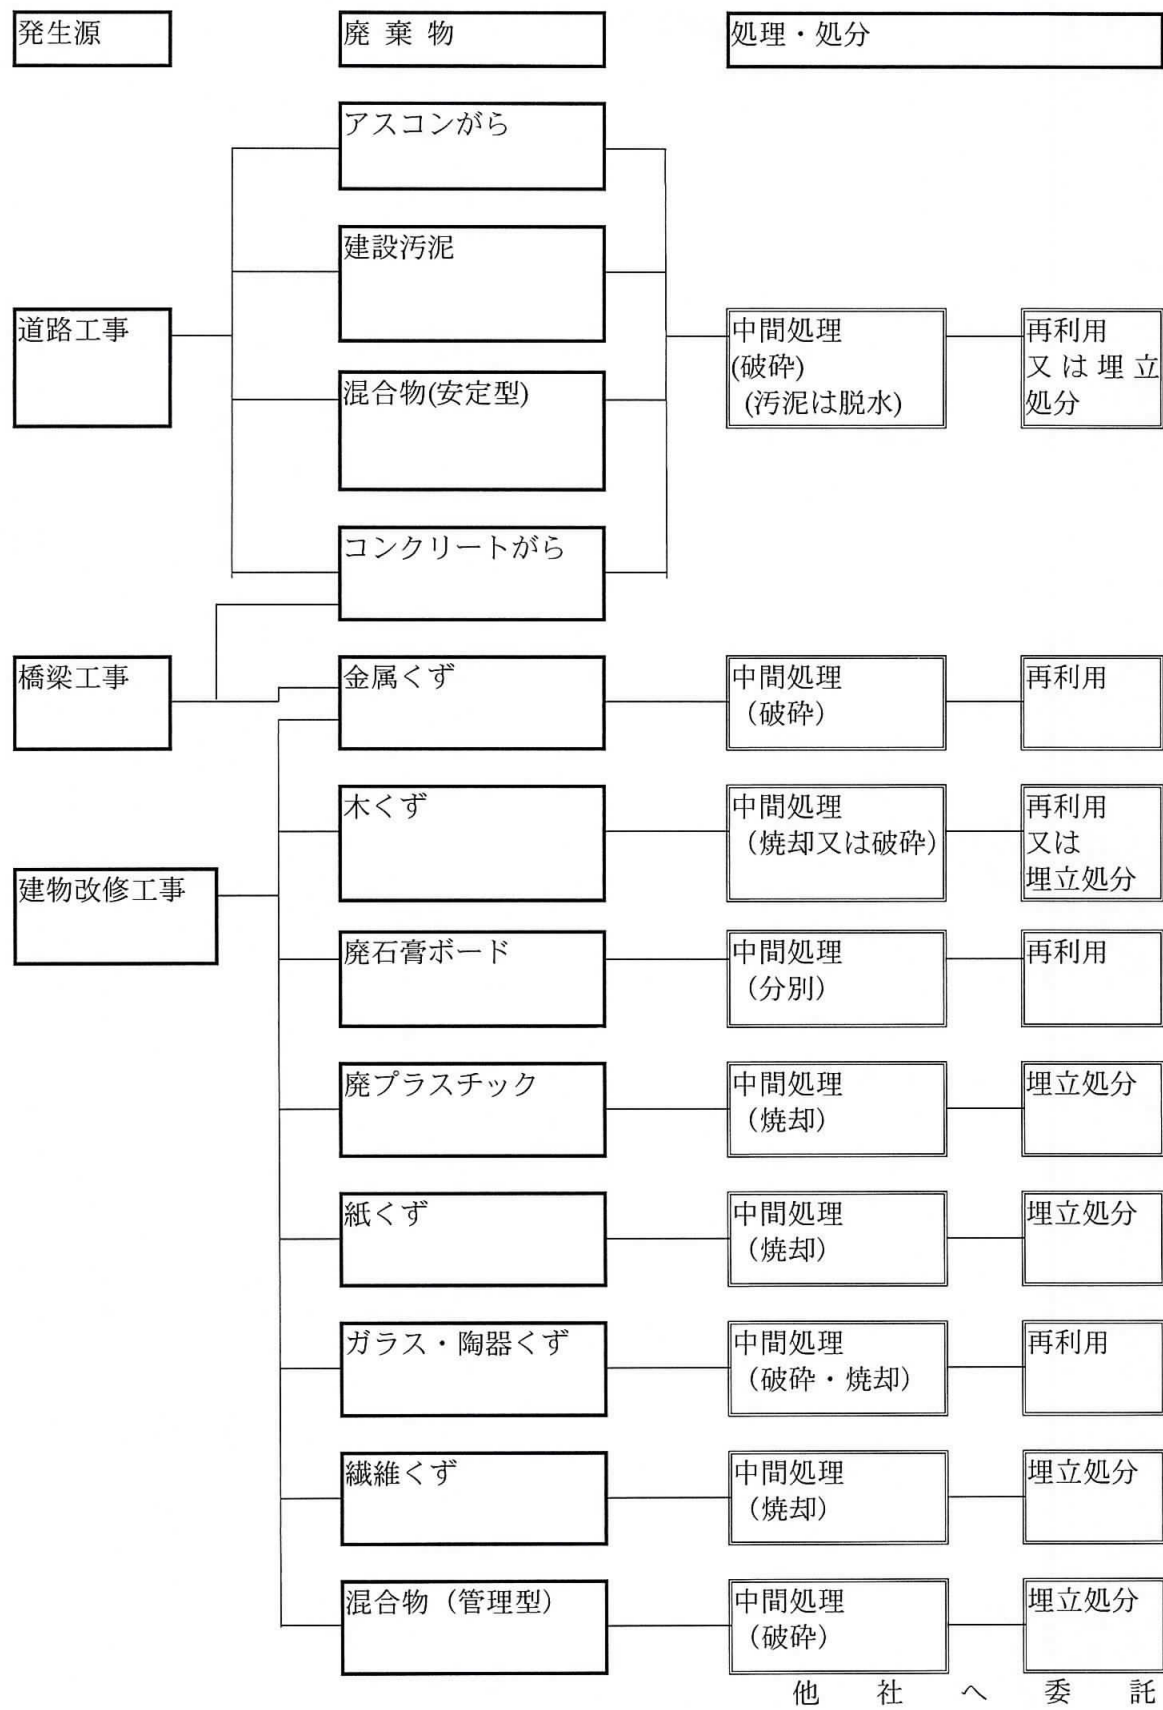 発生源
廃 棄 物
処理・処分
アスコンがら
建設汚泥
道路工事
混合物(安定型)
中間処理
(破砕)
(汚泥は脱水)
再利用
又 は 埋 立
処分
コンクリートがら
橋梁工事
金属くず
中間処理
（破砕）
再利用
木くず
中間処理
（焼却又は破砕）
再利用
又は
埋立処分
建物改修工事
廃石膏ボード
中間処理
（分別）
再利用
廃プラスチック
中間処理
（焼却）
埋立処分
紙くず
中間処理
（焼却）
埋立処分
ガラス・陶器くず
中間処理
（破砕・焼却）
再利用
繊維くず
中間処理
（焼却）
埋立処分
混合物（管理型）
中間処理
（破砕）
埋立処分
他 社 へ 委 託